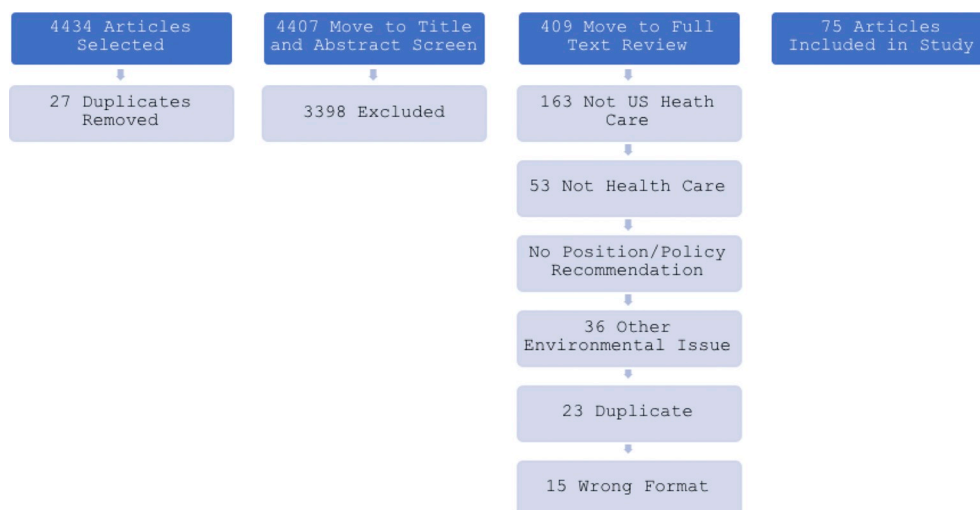 4434 Articles
Selected
27 Duplicates
Removed
4407 Move to Title
and Abstract Screen
3398 Excluded
409 Move to Full
Text Review
163 Not US Heath
Care
53 Not Health Care
No Position/Policy
Recommendation
36 Other
Environmental Issue
23 Duplicate
15 Wrong Format
75 Articles
Included in Study